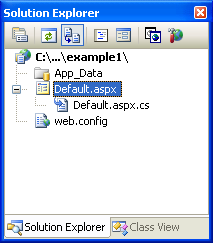 Solution Explorer
C:\...\example1\
App_Data
Default.aspx
Default.aspx.cs
web.config
Solution Explorer Class View